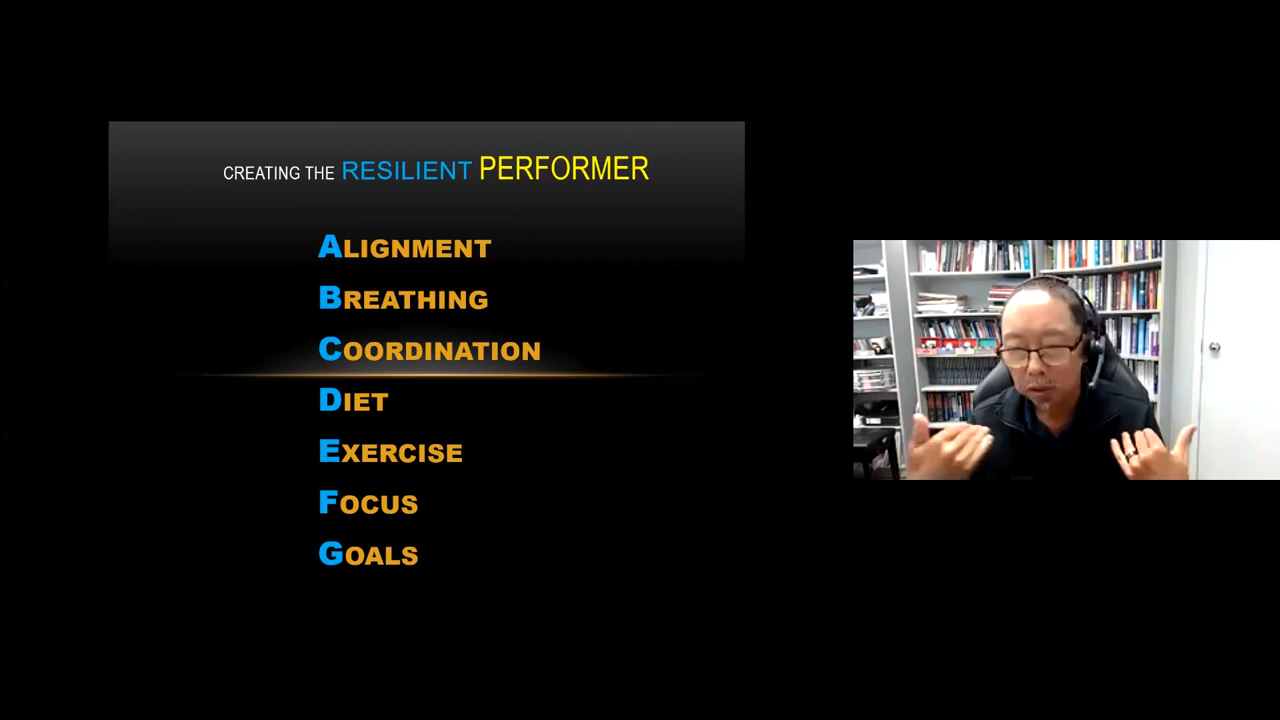 CREATING THE RESILIENT PERFORMER
ALIGNMENT
BREATHING
COORDINATION
DIET
EXERCISE
FOCUS
GOALS